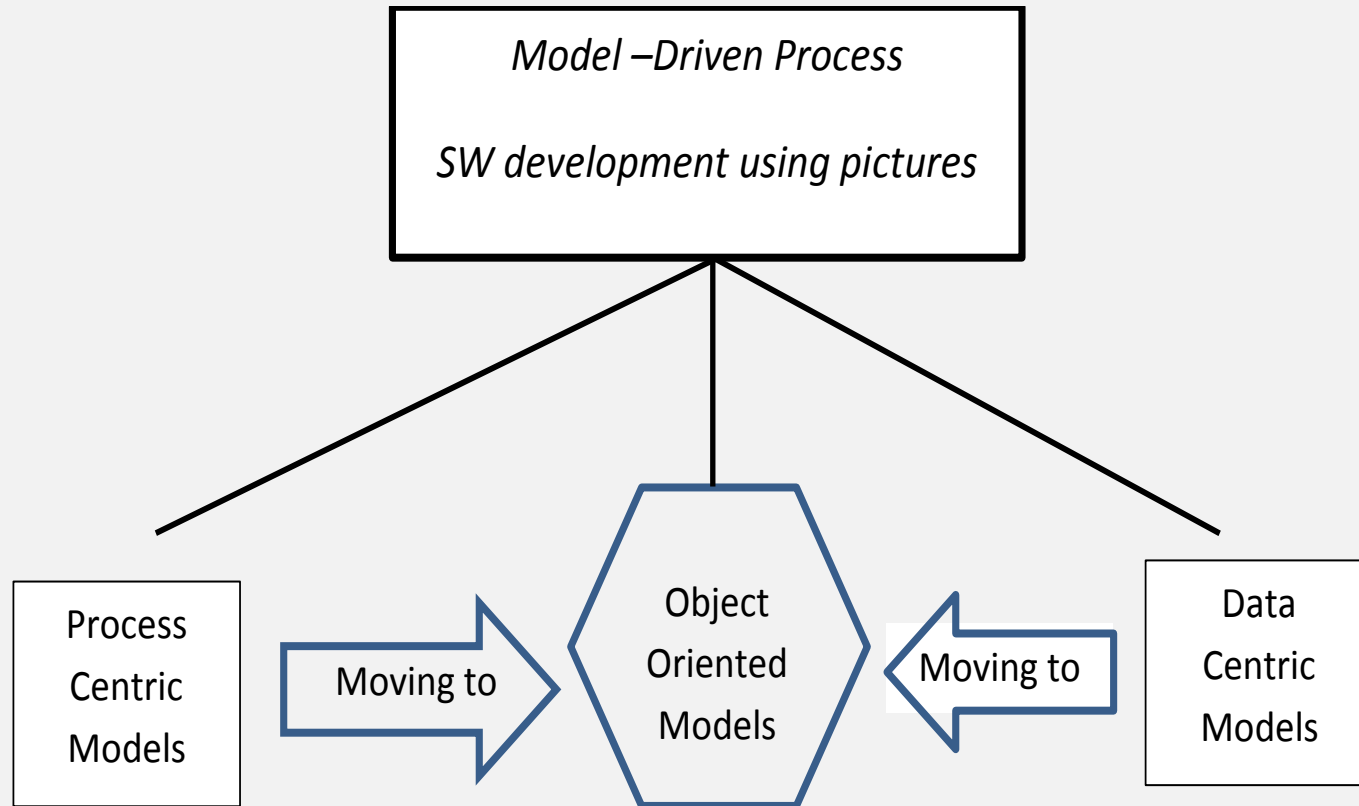 Model –Driven Process
SW development using pictures
Process
Centric
Models
Moving to
Object
Oriented
Models
Moving to
Data
Centric
Models